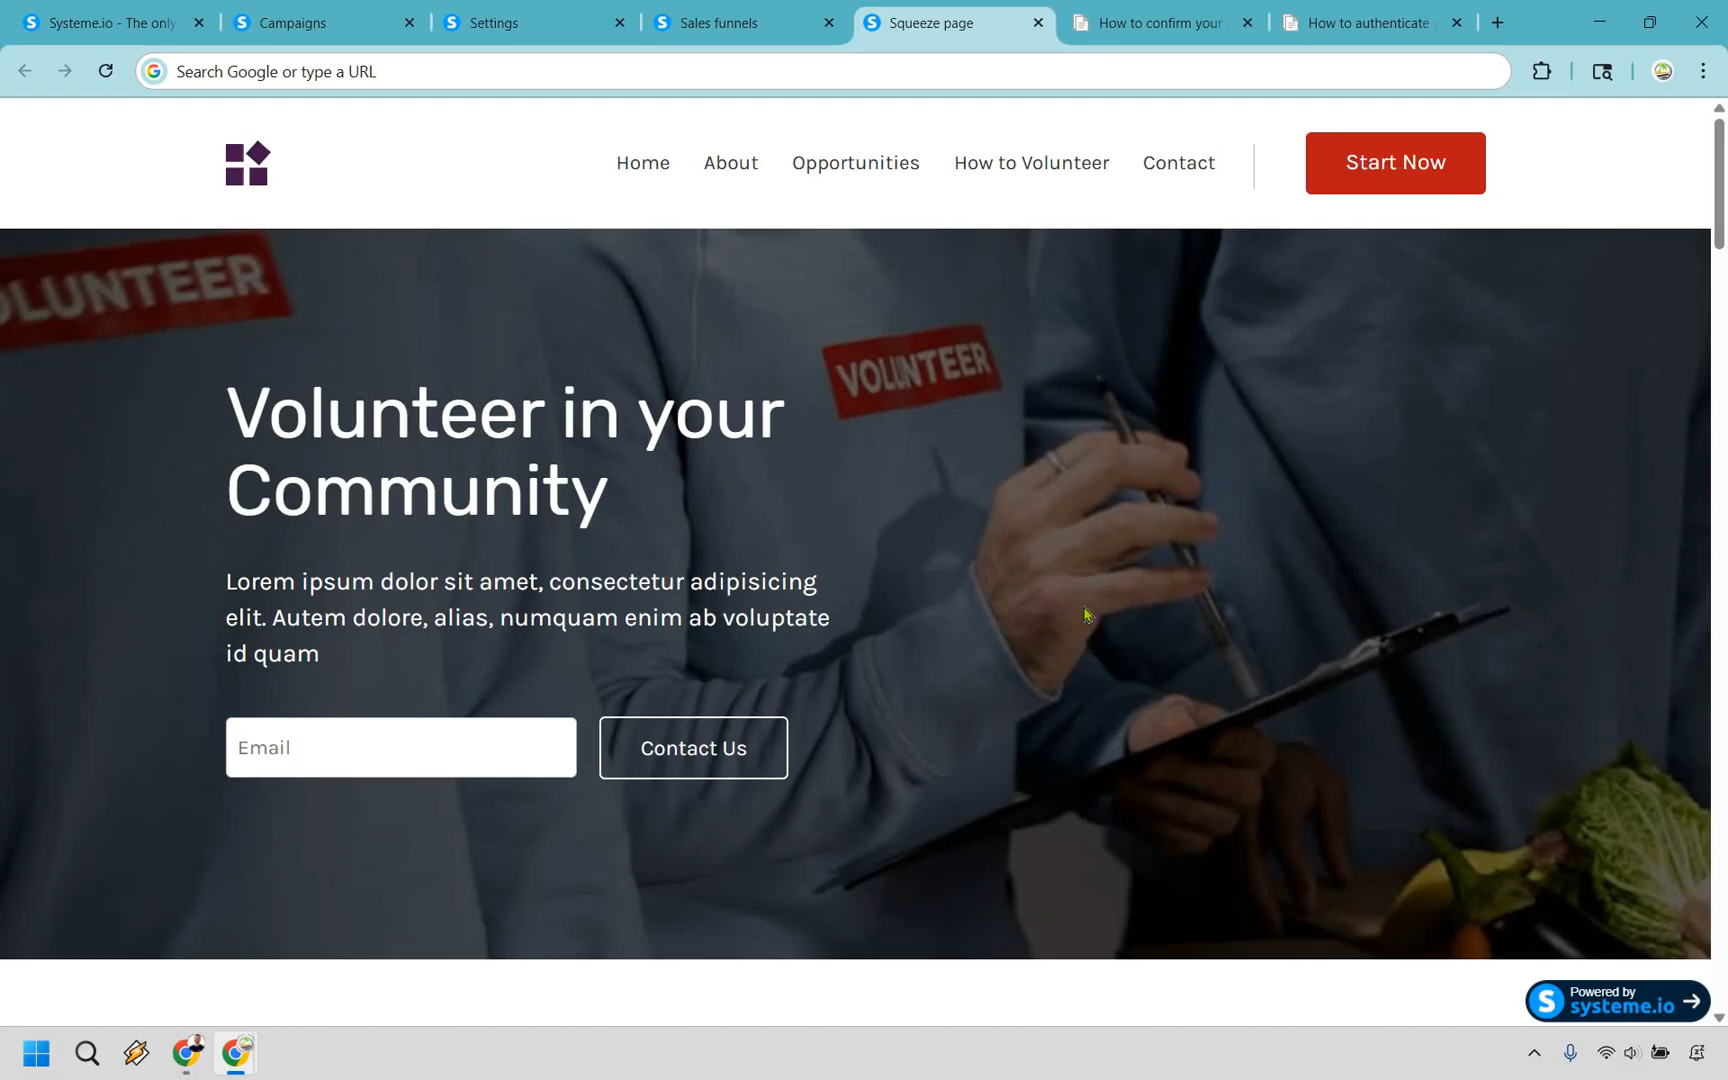 Systeme.io - The only
Campaigns
Settings
Sales funnels
Squeeze page
How to confirm your
How to authenticate
Search Google or type a URL
Home
About
Opportunities
How to Volunteer
Contact
Start Now
OLUNTEER
VOLUNTEER
Volunteer in your
Community
Lorem ipsum dolor sit amet, consectetur adipisicing
elit. Autem dolore, alias, numquam enim ab voluptate
id quam
Email
Contact Us
Powered by
systeme.io